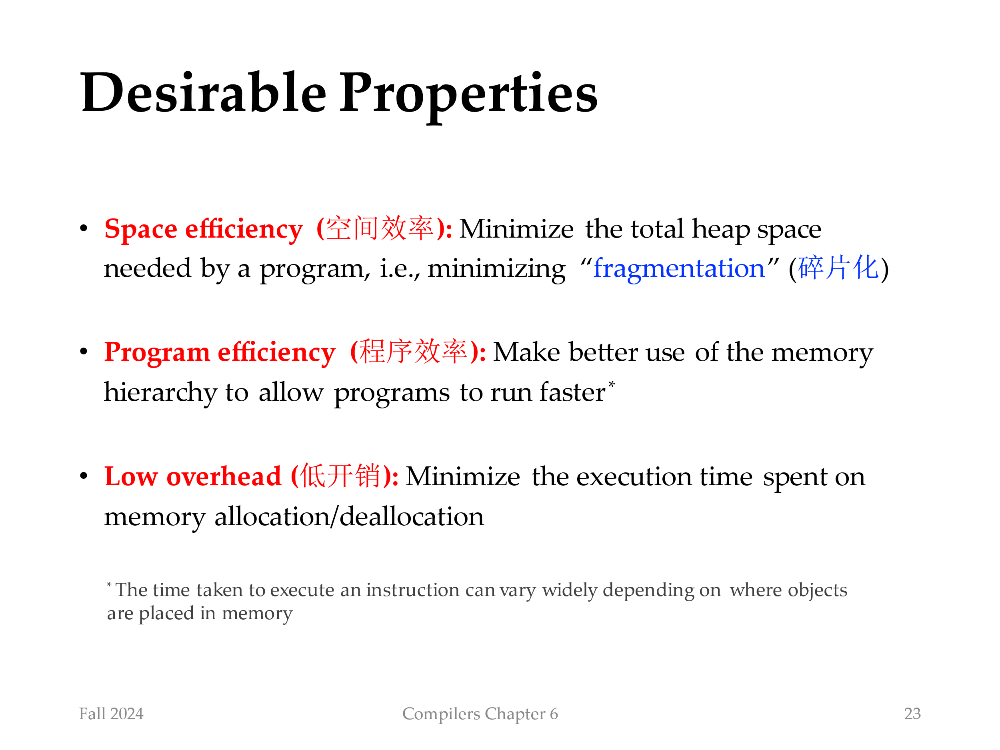 Desirable Properties
• Space efficiency (空间效率): Minimize the total heap space
needed by a program, i.e., minimizing “fragmentation” (碎片化)
• Program efficiency (程序效率): Make better use of the memory
hierarchy to allow programs to run faster*
• Low overhead (低开销): Minimize the execution time spent on
memory allocation/deallocation
* The time taken to execute an instruction can vary widely depending on where objects
are placed in memory
Fall 2024
Compilers Chapter 6
23